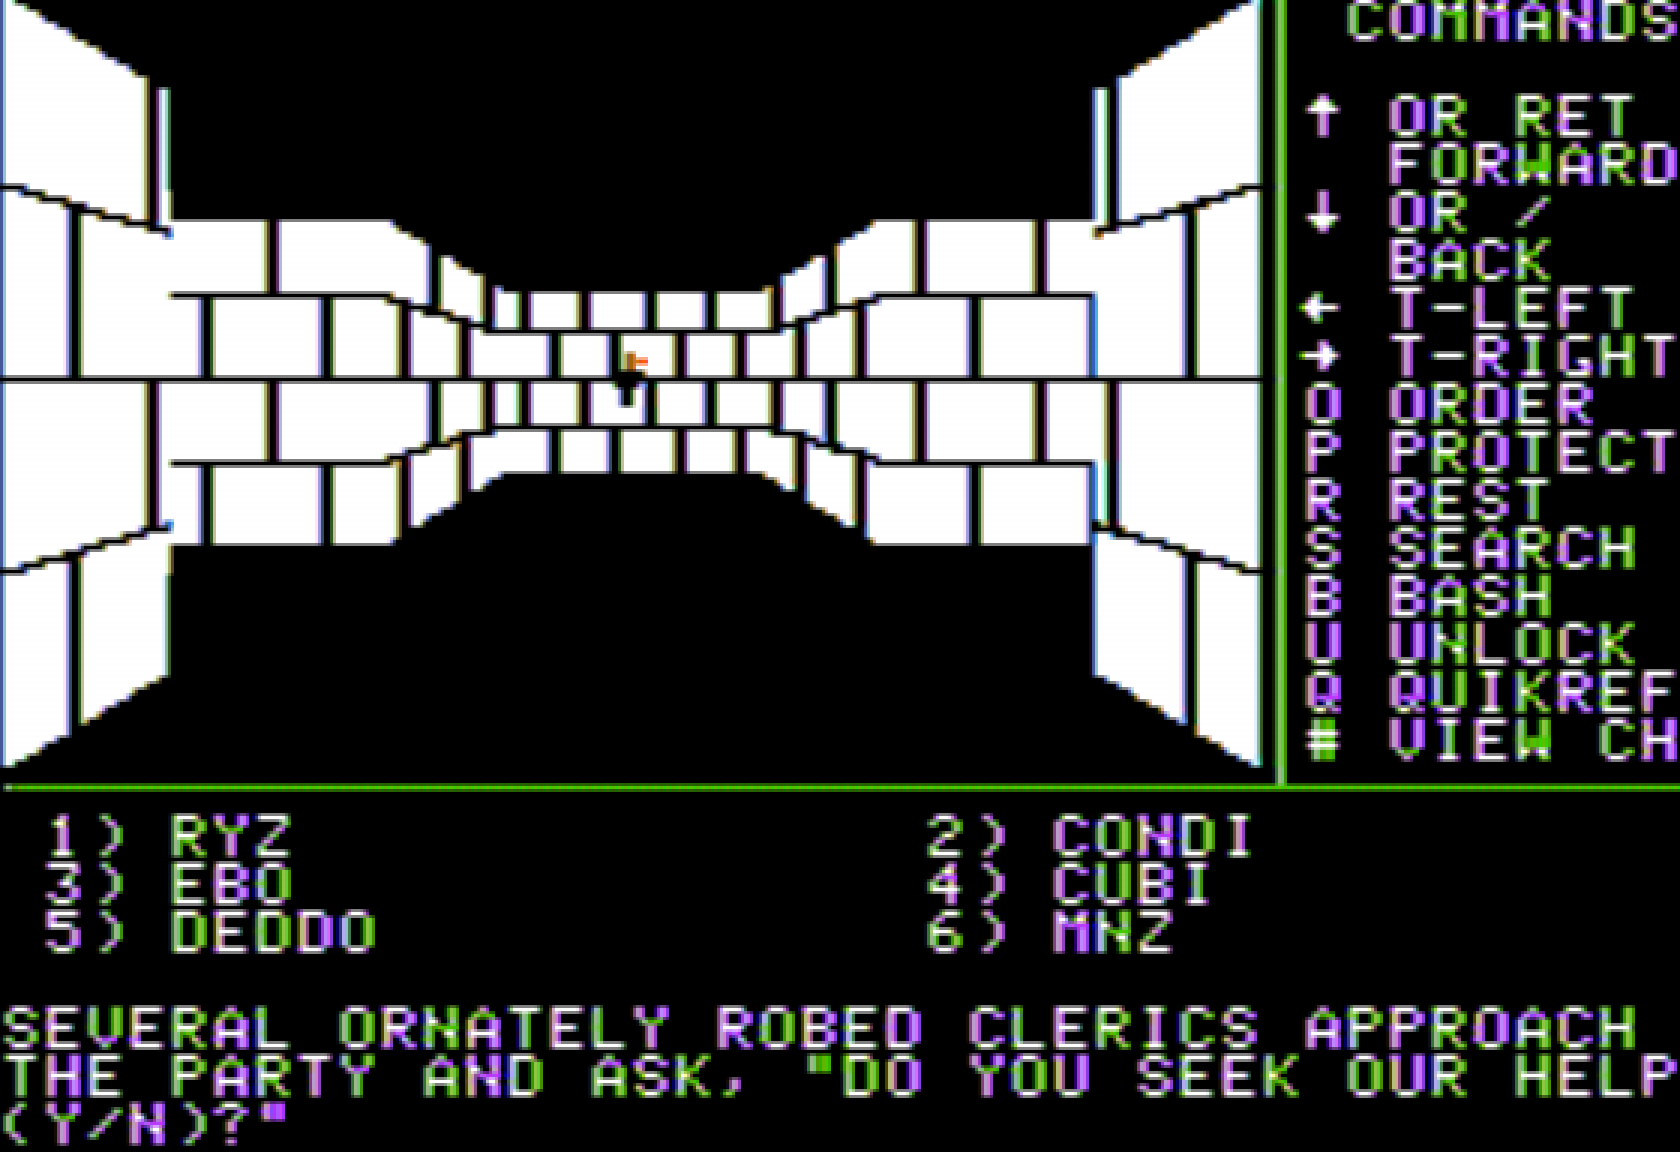 COMMANDS
↑ OR RET
FORWARD
↓ OR /
BACK
← T-LEFT
→ T-RIGHT
O ORDER
P PROTECT
R REST
S SEARCH
B BASH
U UNLOCK
Q QUIKREF
# VIEW CH
1) RYZ 2) CONDI
3) EBO 4) CUBI
5) DEDDO 6) MNZ
SEVERAL ORNATELY ROBED CLERICS APPROACH
THE PARTY AND ASK, "DO YOU SEEK OUR HELP
(Y/N)?"